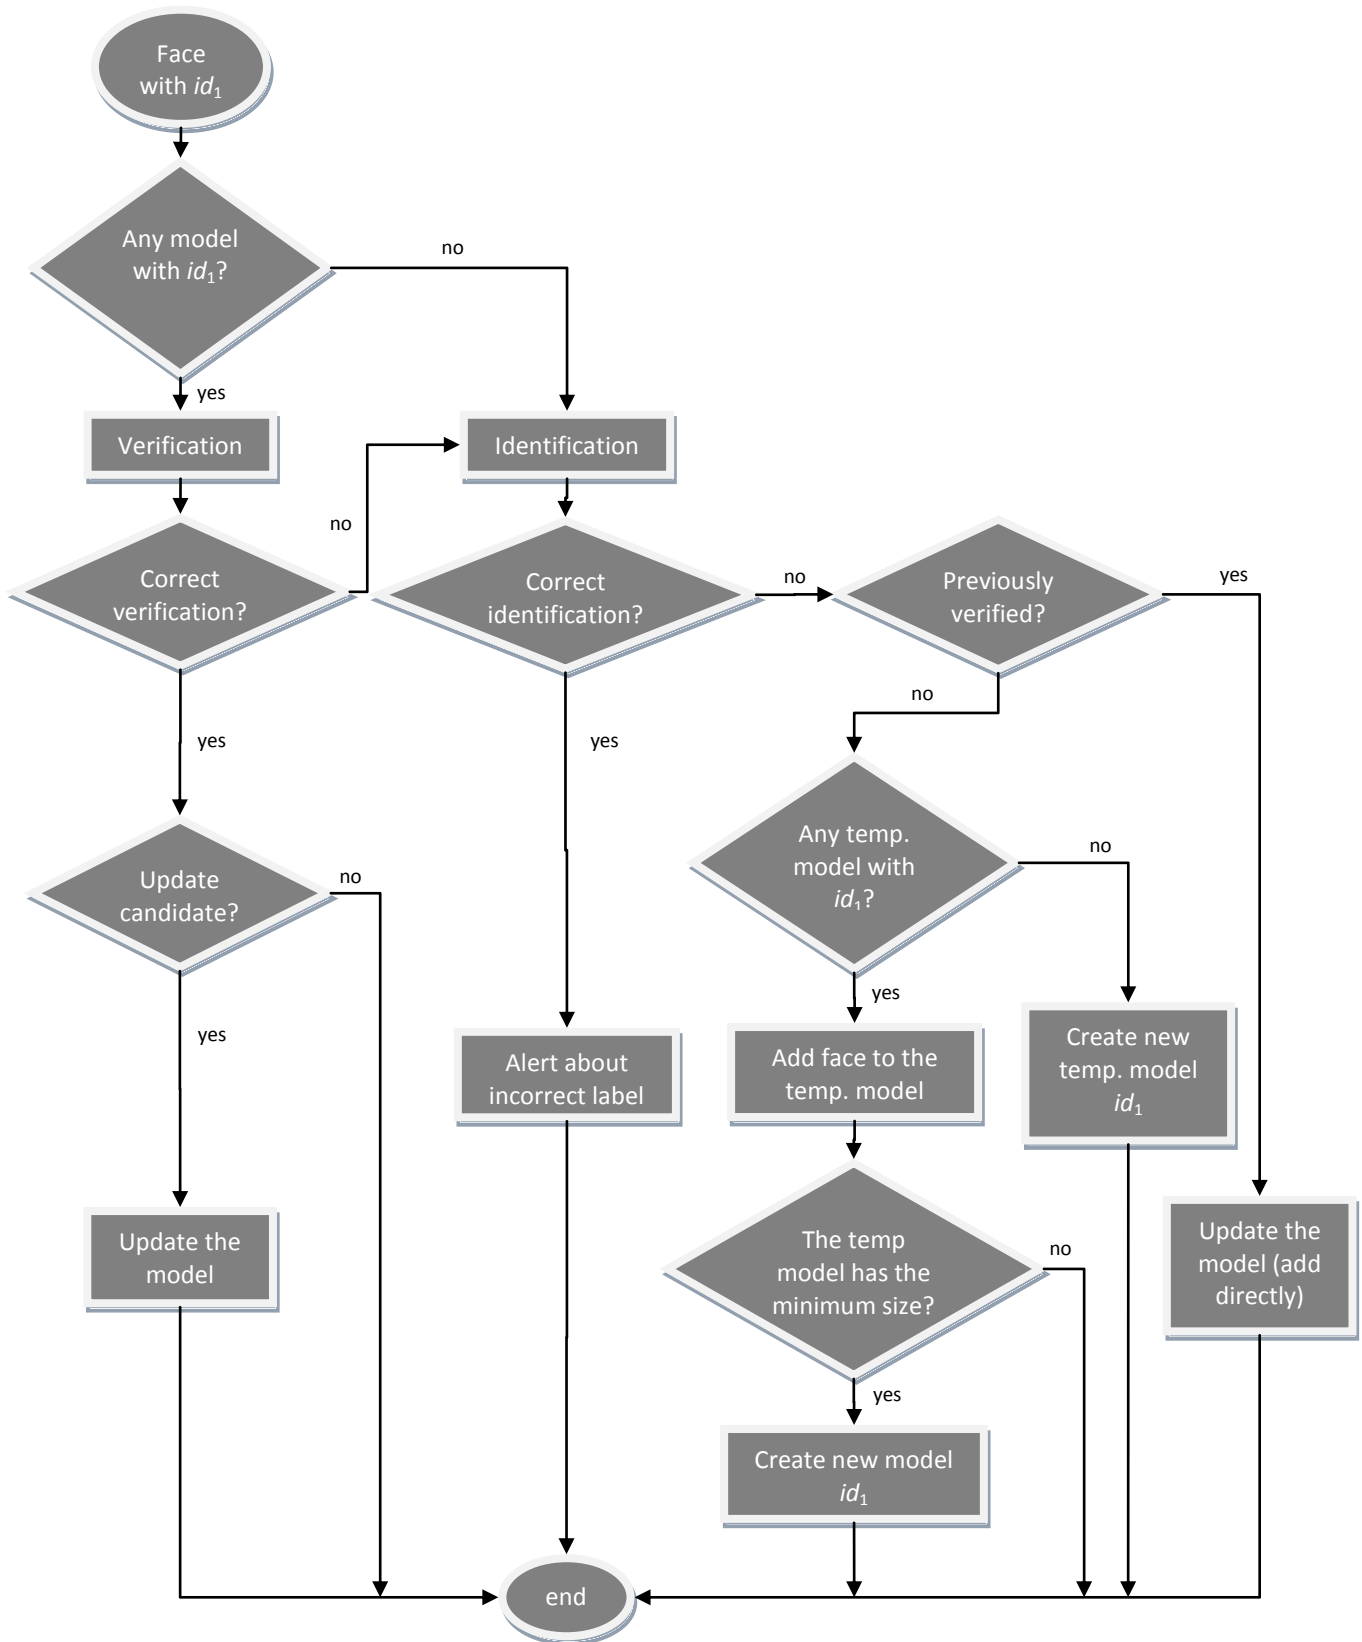 Face
with id₁
Any model
with id₁?
no
yes
Verification
Identification
no
Correct
verification?
Correct
identification?
no
Previously
verified?
yes
no
yes
yes
Any temp.
model with
id₁?
no
Update
candidate?
no
yes
yes
Create new
temp. model
id₁
Alert about
incorrect label
Add face to the
temp. model
Update the
model
The temp
model has the
minimum size?
no
Update the
model (add
directly)
yes
Create new model
id₁
end